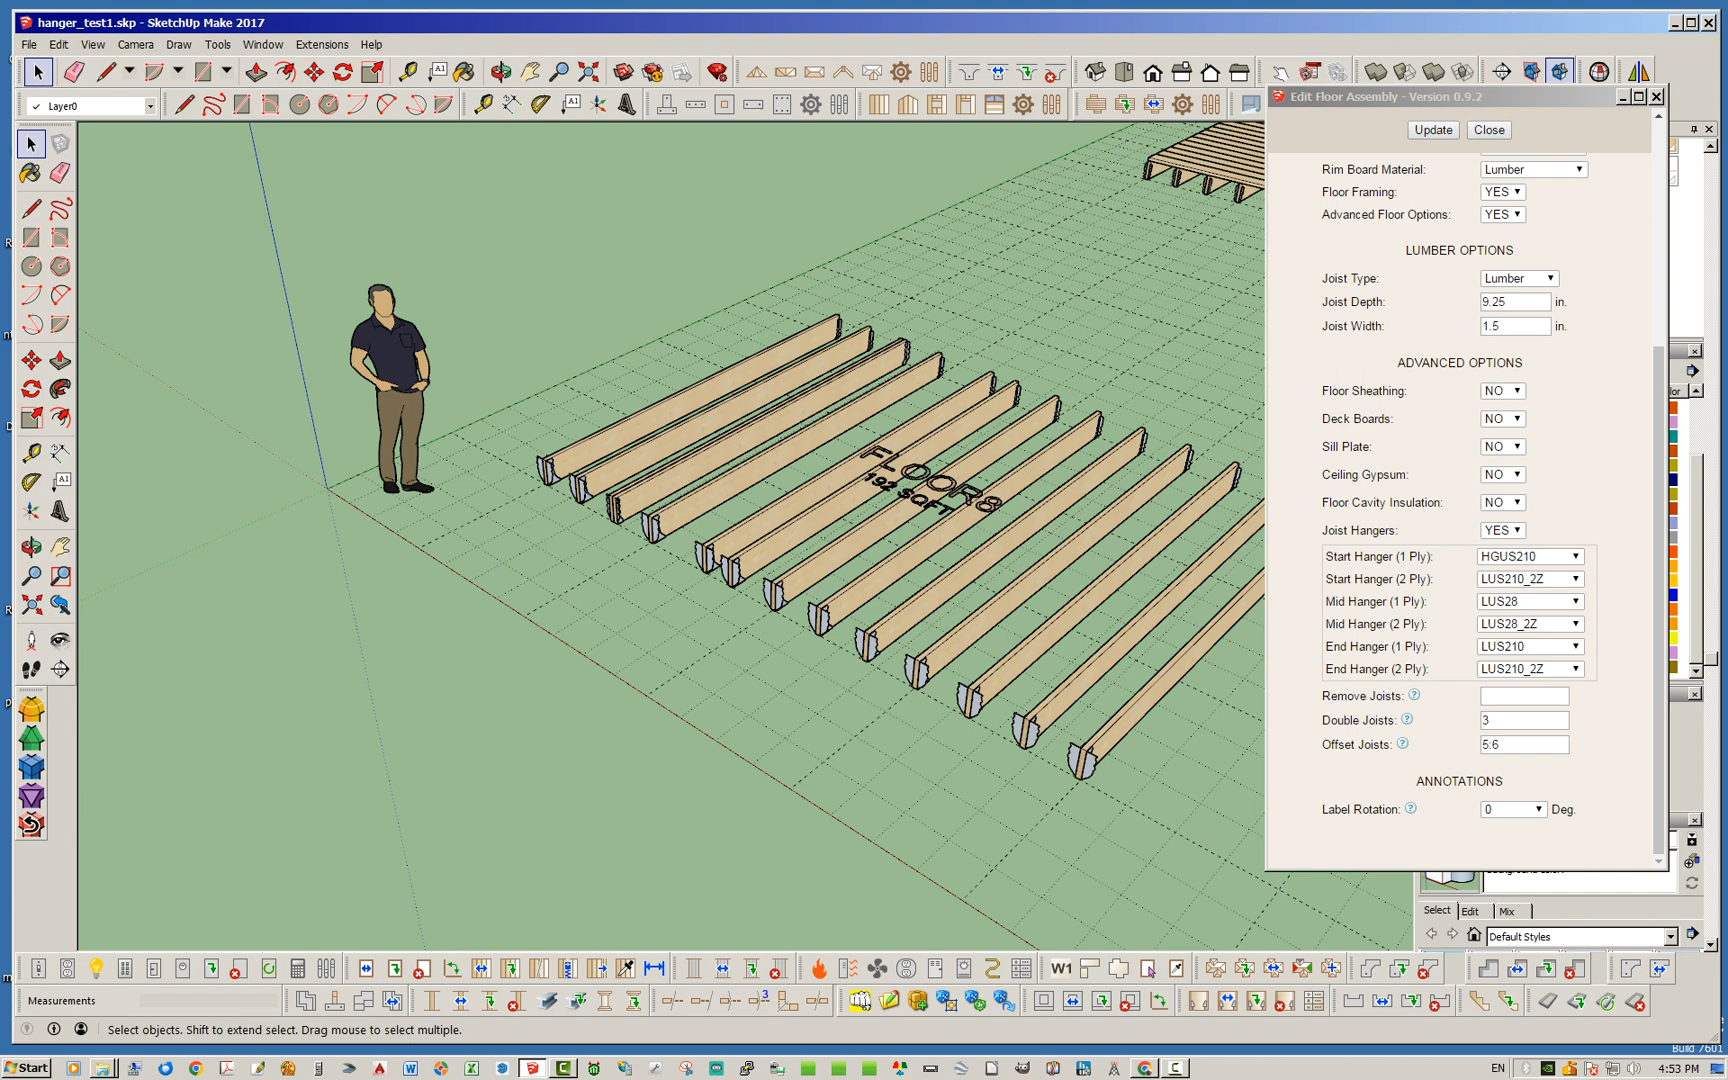 hanger_test1.skp - SketchUp Make 2017
File Edit View Camera Draw Tools Window Extensions Help
Layer0
Edit Floor Assembly - Version 0.9.2
Update Close
Rim Board Material: Lumber
Floor Framing: YES
Advanced Floor Options: YES
LUMBER OPTIONS
Joist Type: Lumber
Joist Depth: 9.25 in.
Joist Width: 1.5 in.
ADVANCED OPTIONS
Floor Sheathing: NO
Deck Boards: NO
Sill Plate: NO
Ceiling Gypsum: NO
Floor Cavity Insulation: NO
Joist Hangers: YES
Start Hanger (1 Ply): HGUS210
Start Hanger (2 Ply): LUS210_2Z
Mid Hanger (1 Ply): LUS28
Mid Hanger (2 Ply): LUS28_2Z
End Hanger (1 Ply): LUS210
End Hanger (2 Ply): LUS210_2Z
Remove Joists:
Double Joists: 3
Offset Joists: 5:6
ANNOTATIONS
Label Rotation: 0 Deg.
FLOOR8
192 SQFT
Select Edit Mix
Default Styles
W1
Measurements
Select objects. Shift to extend select. Drag mouse to select multiple.
Build 7601
Start
EN
4:53 PM